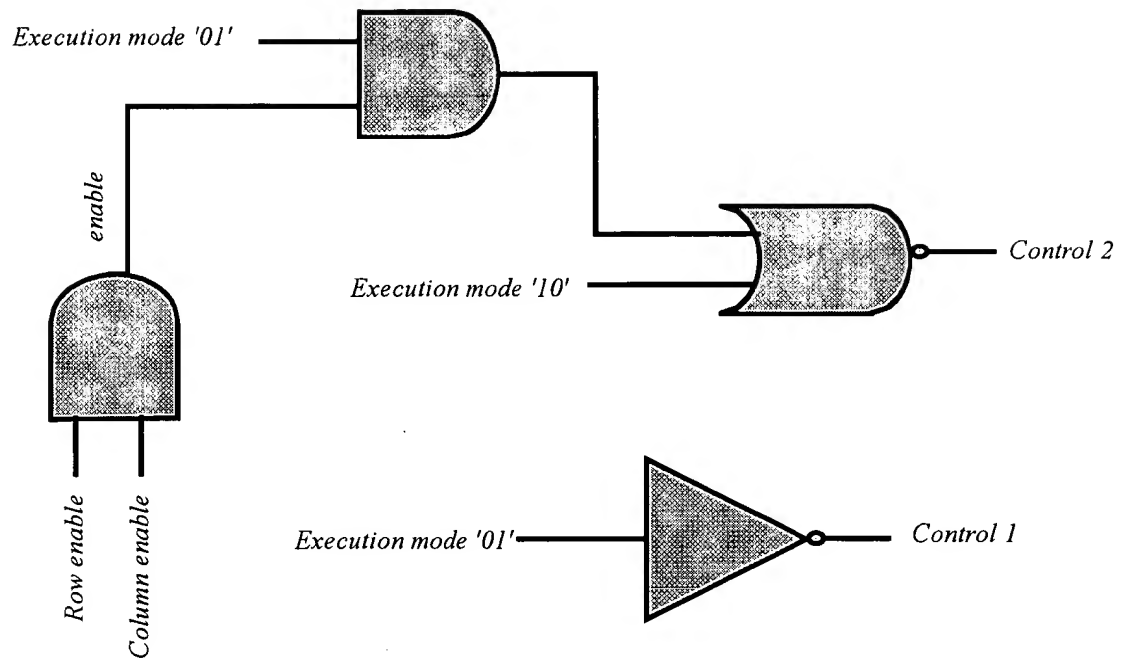 Execution mode '01'
enable
Control 2
Execution mode '10'
Row enable
Column enable
Execution mode '01'
Control 1